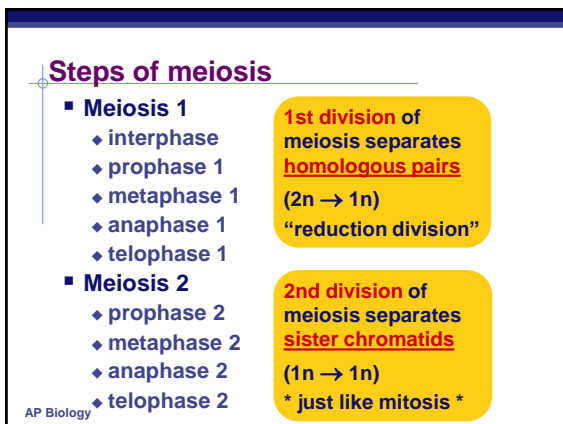 Steps of meiosis
▪ Meiosis 1
◆ interphase
◆ prophase 1
◆ metaphase 1
◆ anaphase 1
◆ telophase 1
▪ Meiosis 2
◆ prophase 2
◆ metaphase 2
◆ anaphase 2
◆ telophase 2
1st division of
meiosis separates
homologous pairs
(2n → 1n)
“reduction division”
2nd division of
meiosis separates
sister chromatids
(1n → 1n)
* just like mitosis *
AP Biology